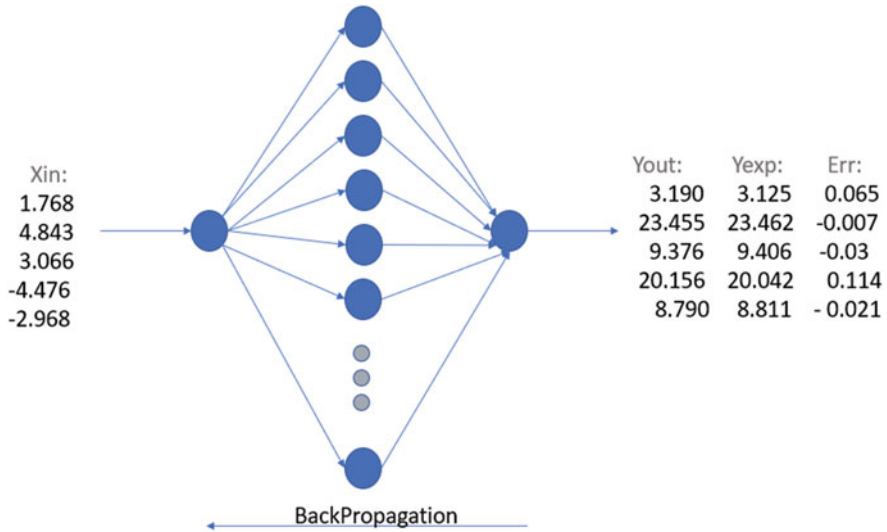 Xin:
1.768
4.843
3.066
-4.476
-2.968
Yout: Yexp: Err:
3.190 3.125 0.065
23.455 23.462 -0.007
9.376 9.406 -0.03
20.156 20.042 0.114
8.790 8.811 - 0.021
BackPropagation